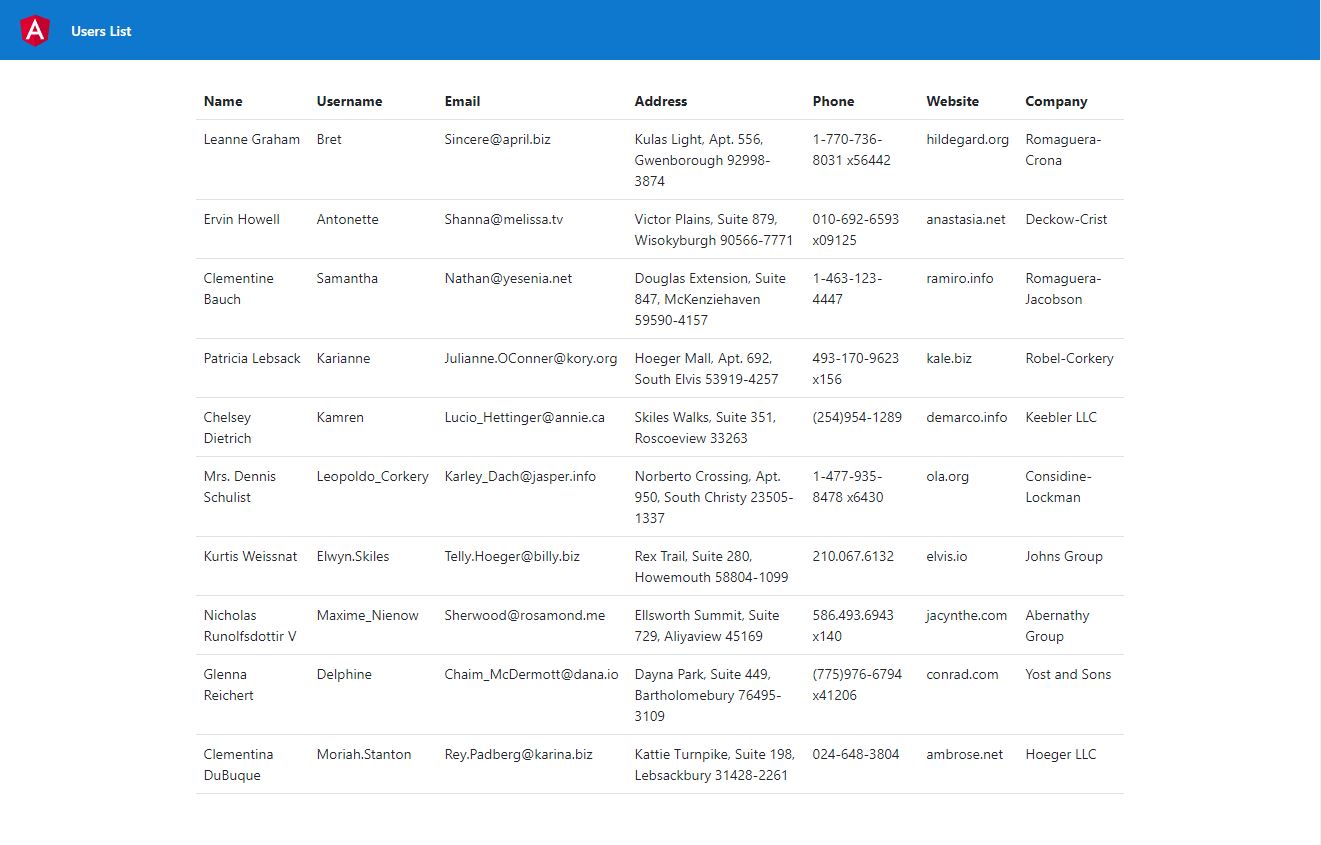 A
Users List
Name Username Email Address Phone Website Company
Leanne Graham Bret Sincere@april.biz Kulas Light, Apt. 556, 1-770-736- hildegard.org Romaguera-
Gwenborough 92998- 8031 x56442 Crona
3874
Ervin Howell Antonette Shanna@melissa.tv Victor Plains, Suite 879, 010-692-6593 anastasia.net Deckow-Crist
Wisokyburgh 90566-7771 x09125
Clementine Samantha Nathan@yesenia.net Douglas Extension, Suite 1-463-123- ramiro.info Romaguera-
Bauch 847, McKenziehaven 4447 Jacobson
59590-4157
Patricia Lebsack Karianne Julianne.OConner@kory.org Hoeger Mall, Apt. 692, 493-170-9623 kale.biz Robel-Corkery
South Elvis 53919-4257 x156
Chelsey Kamren Lucio_Hettinger@annie.ca Skiles Walks, Suite 351, (254)954-1289 demarco.info Keebler LLC
Dietrich Roscoeview 33263
Mrs. Dennis Leopoldo_Corkery Karley_Dach@jasper.info Norberto Crossing, Apt. 1-477-935- ola.org Considine-
Schulist 950, South Christy 23505- 8478 x6430 Lockman
1337
Kurtis Weissnat Elwyn.Skiles Telly.Hoeger@billy.biz Rex Trail, Suite 280, 210.067.6132 elvis.io Johns Group
Howemouth 58804-1099
Nicholas Maxime_Nienow Sherwood@rosamond.me Ellsworth Summit, Suite 586.493.6943 jacynthe.com Abernathy
Runolfsdottir V 729, Aliyaview 45169 x140 Group
Glenna Delphine Chaim_McDermott@dana.io Dayna Park, Suite 449, (775)976-6794 conrad.com Yost and Sons
Reichert Bartholomebury 76495- x41206
3109
Clementina Moriah.Stanton Rey.Padberg@karina.biz Kattie Turnpike, Suite 198, 024-648-3804 ambrose.net Hoeger LLC
DuBuque Lebsackbury 31428-2261